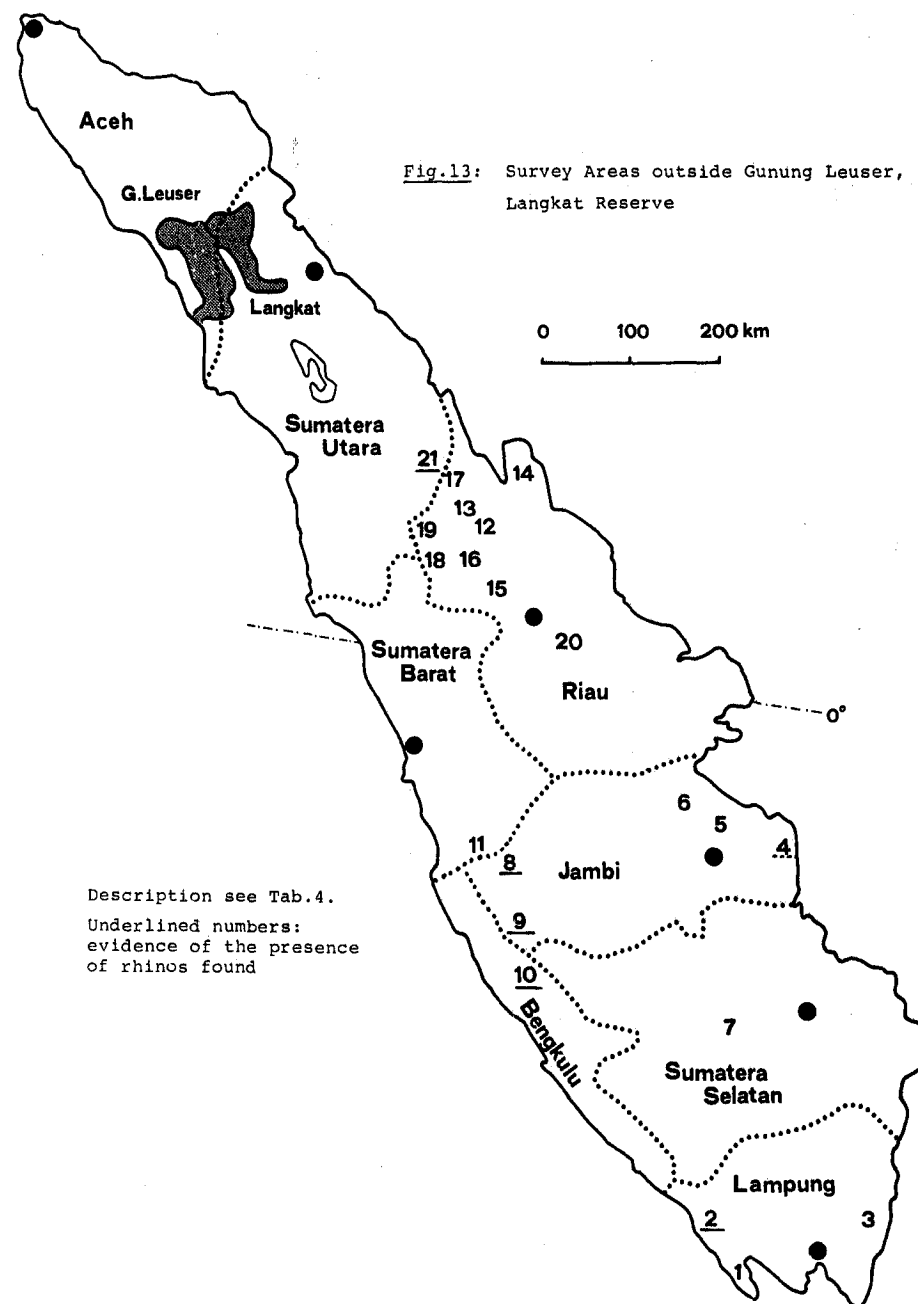 Aceh
Fig.13: Survey Areas outside Gunung Leuser,
Langkat Reserve
G.Leuser
Langkat
0 100 200 km
Sumatera
Utara
21
17
14
13
12
19
18
16
15
20
Sumatera
Barat
Riau
0°
6
5
4
11
8
Jambi
Description see Tab.4.
Underlined numbers:
evidence of the presence
of rhinos found
9
10
Bengkulu
7
Sumatera
Selatan
Lampung
2
3
1